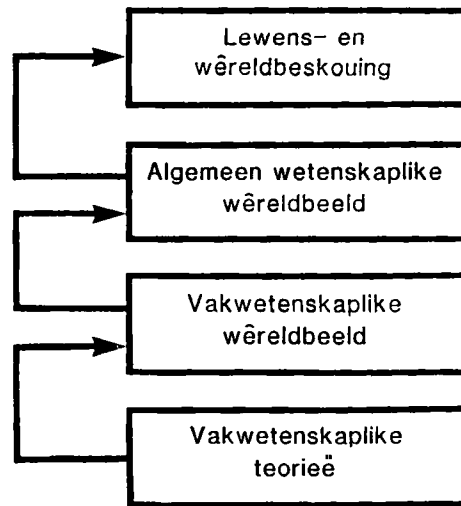 Lewens- en
wêreldbeskouing
Algemeen wetenskaplike
wêreldbeeld
Vakwetenskaplike
wêreldbeeld
Vakwetenskaplike
teorieë